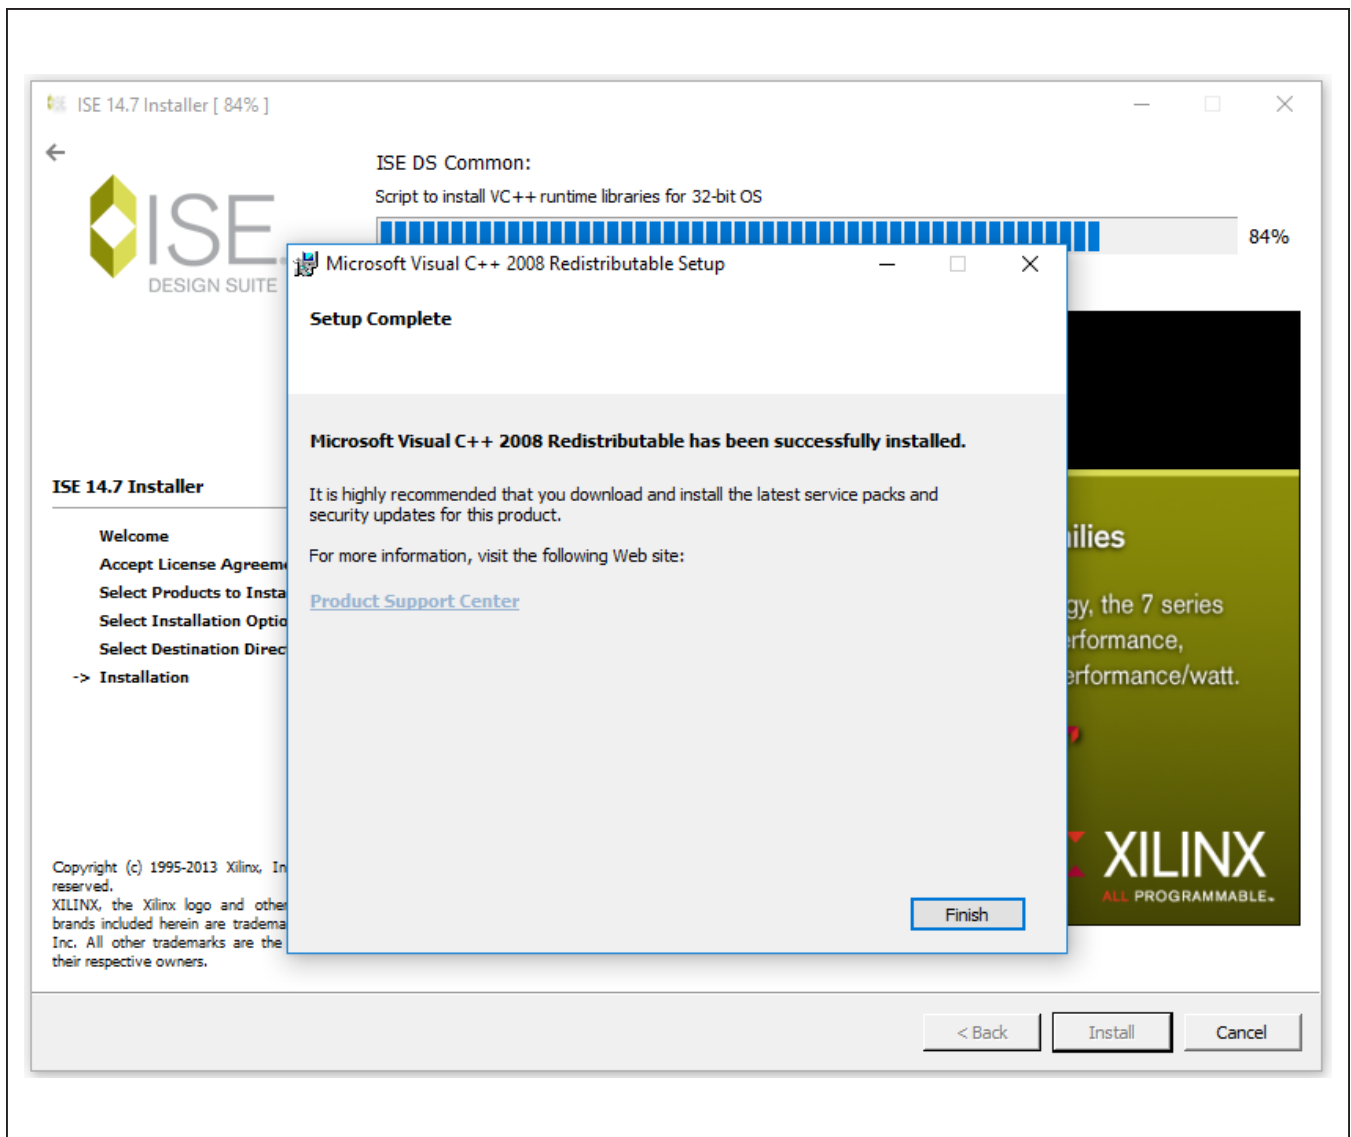 ISE 14.7 Installer [ 84% ]
ISE DS Common:
Script to install VC++ runtime libraries for 32-bit OS
84%
ISE
DESIGN SUITE
Microsoft Visual C++ 2008 Redistributable Setup
Setup Complete
Microsoft Visual C++ 2008 Redistributable has been successfully installed.
It is highly recommended that you download and install the latest service packs and
security updates for this product.
For more information, visit the following Web site:
Product Support Center
Finish
ISE 14.7 Installer
Welcome
Accept License Agreem
Select Products to Insta
Select Installation Optio
Select Destination Direc
-> Installation
Copyright (c) 1995-2013 Xilinx, In
reserved.
XILINX, the Xilinx logo and other
brands included herein are tradema
Inc. All other trademarks are the
their respective owners.
ilies
gy, the 7 series
rformance,
erformance/watt.
XILINX
ALL PROGRAMMABLE.
< Back
Install
Cancel